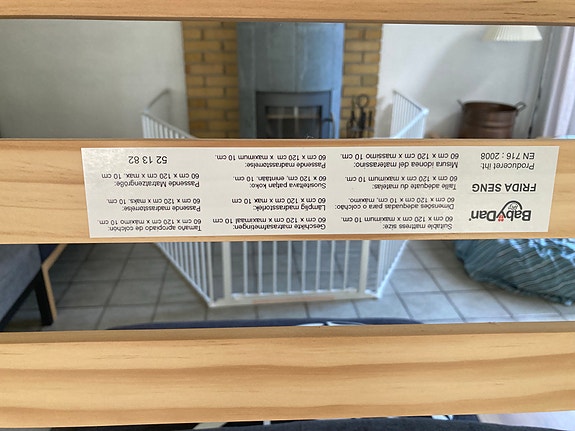 BabyDan
FRIDA SENG
Produceret iht.
EN 716 : 2008
Suitable mattress size:
60 cm x 120 cm x maximum 10 cm.
Dimensões adequadas para o colchão:
60 cm x 120 cm, máximo 10 cm.
Taille adéquate du matelas:
60 cm x 120 cm x maximum 10 cm.
Misura idonea del materassino:
60 cm x 120 cm x massimo 10 cm.
Geschikte matrasafmetingen:
60 cm x 120 cm x maximaal 10 cm.
Lämplig madrasstorlek:
60 cm x 120 cm x maximum 10 cm.
Suositeltava patjan koko:
60 cm x 120 cm, enintään 10 cm.
Passende madrasstørrelse:
60 cm x 120 cm x maximum 10 cm.
Tamaño apropiado de colchón:
60 cm x 120 cm x máximo 10 cm.
Passende madrasstørrelse:
60 cm x 120 cm x maks. 10 cm.
Passende Matratzengröße:
60 cm x 120 cm x max. 10 cm.
52 13 82